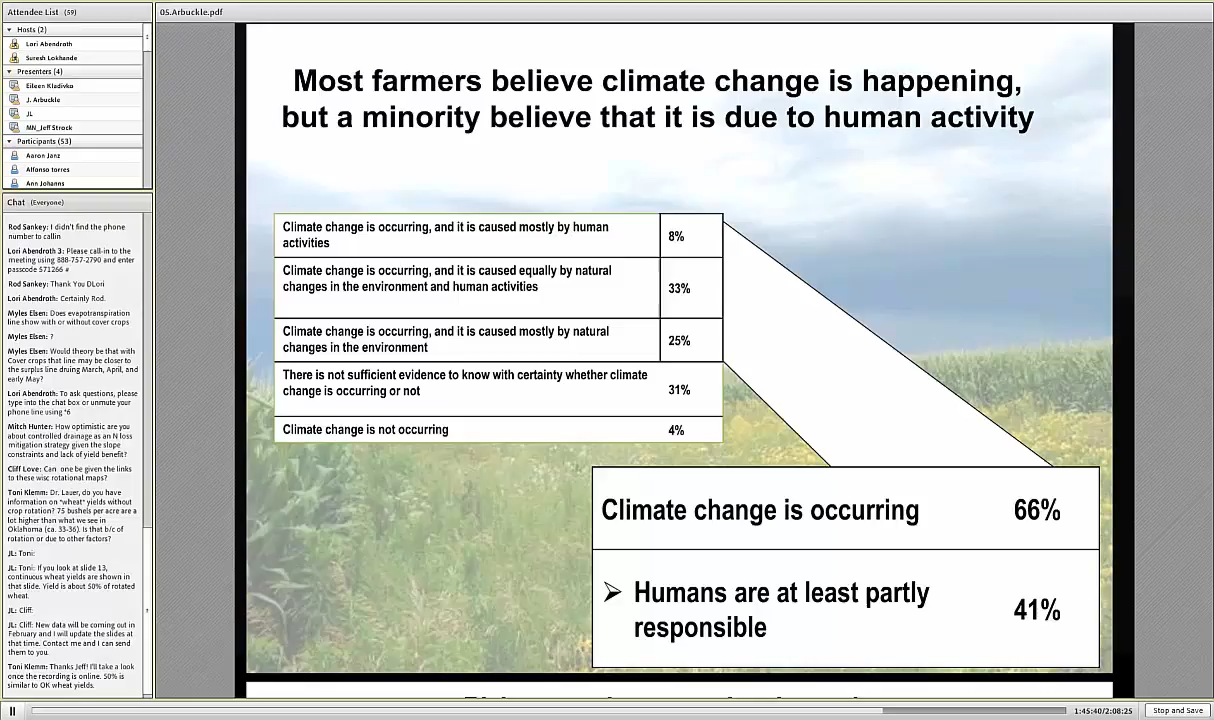 Attendee List (59)
Hosts (2)
Lori Abendroth
Suresh Lokhande
Presenters (4)
Eileen Kladivko
J. Arbuckle
JL
MN_Jeff Strock
Participants (53)
Aaron Janz
Alfonso torres
Ann Johanns
Chat (Everyone)
Rod Sankey: I didn't find the phone
number to callin
Lori Abendroth 3: Please call-in to the
meeting using 888-757-2790 and enter
passcode 571266 #
Rod Sankey: Thank You DLori
Lori Abendroth: Certainly Rod.
Myles Elsen: Does evapotranspiration
line show with or without cover crops
Myles Elsen: ?
Myles Elsen: Would theory be that with
Cover crops that line may be closer to
the surplus line druing March, April, and
early May?
Lori Abendroth: To ask questions, please
type into the chat box or unmute your
phone line using *6
Mitch Hunter: How optimistic are you
about controlled drainage as an N loss
mitigation strategy given the slope
constraints and lack of yield benefit?
Cliff Love: Can one be given the links
to these wisc rotational maps?
Toni Klemm: Dr. Lauer, do you have
information on *wheat* yields without
crop rotation? 75 bushels per acre are a
lot higher than what we see in
Oklahoma (ca. 33-36). Is that b/c of
rotation or due to other factors?
JL: Toni:
JL: Toni: If you look at slide 13,
continuous wheat yields are shown in
that slide. Yield is about 50% of rotated
wheat.
JL: Cliff:
JL: Cliff: New data will be coming out in
February and I will update the slides at
that time. Contact me and I can send
them to you.
Toni Klemm: Thanks Jeff! I'll take a look
once the recording is online. 50% is
similar to OK wheat yields.
05.Arbuckle.pdf
Most farmers believe climate change is happening,
but a minority believe that it is due to human activity
Climate change is occurring, and it is caused mostly by human
activities
8%
Climate change is occurring, and it is caused equally by natural
changes in the environment and human activities
33%
Climate change is occurring, and it is caused mostly by natural
changes in the environment
25%
There is not sufficient evidence to know with certainty whether climate
change is occurring or not
31%
Climate change is not occurring
4%
Climate change is occurring 66%
Humans are at least partly
responsible
41%
1:45:40/2:08:25
Stop and Save